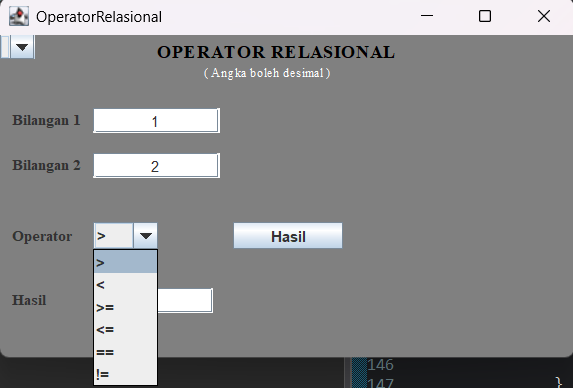 OperatorRelasional
OPERATOR RELASIONAL
( Angka boleh desimal )
Bilangan 1 1
Bilangan 2 2
Operator > Hasil
>
<
>=
<=
==
!=
Hasil
146
147 }